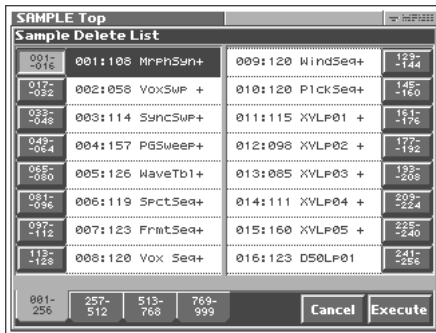 SAMPLE Top
Sample Delete List
001-
-016
001:108 MrphSyn+
009:120 WindSeq+
129-
-144
017-
-032
002:058 VoxSwp +
010:120 PlckSeq+
145-
-160
033-
-048
003:114 SyncSwp+
011:115 XVLp01 +
161-
-176
049-
-064
004:157 PGSweep+
012:098 XVLp02 +
177-
-192
065-
-080
005:126 WaveTbl+
013:085 XVLp03 +
193-
-208
081-
-096
006:119 SpctSeq+
014:111 XVLp04 +
209-
-224
097-
-112
007:123 FrmtSeq+
015:160 XVLp05 +
225-
-240
113-
-128
008:120 Vox Seq+
016:123 D50Lp01
241-
-256
001-
256
257-
512
513-
768
769-
999
Cancel
Execute